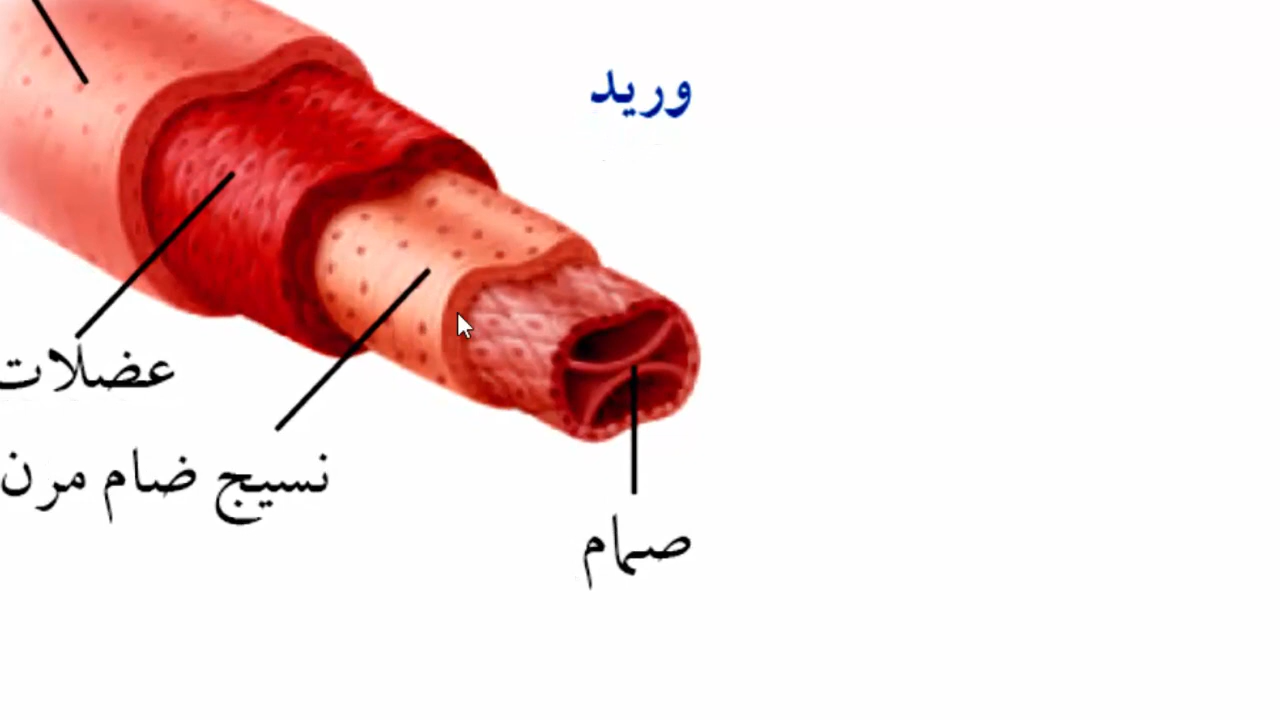 وريد
عضلات
نسيج ضام مرن
صمام